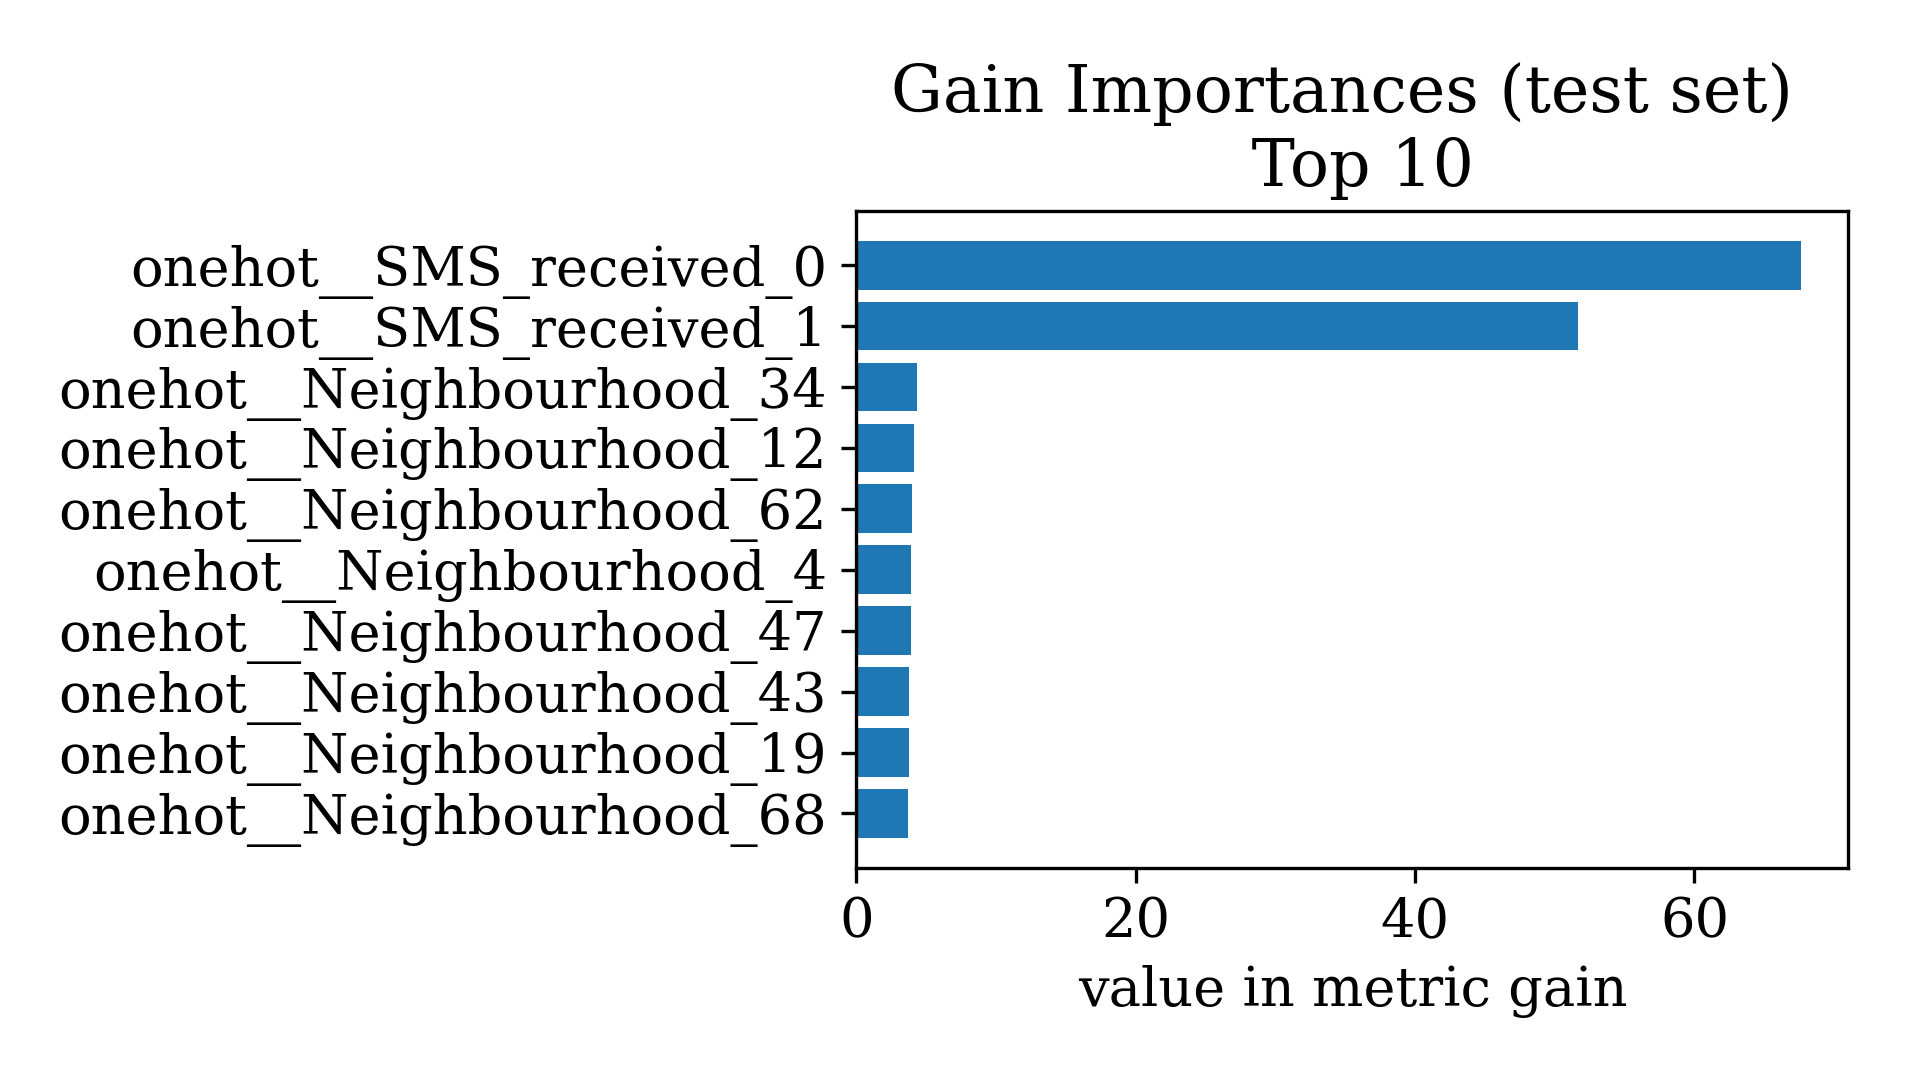 Gain Importances (test set)
Top 10
onehot__SMS_received_0
onehot__SMS_received_1
onehot__Neighbourhood_34
onehot__Neighbourhood_12
onehot__Neighbourhood_62
onehot__Neighbourhood_4
onehot__Neighbourhood_47
onehot__Neighbourhood_43
onehot__Neighbourhood_19
onehot__Neighbourhood_68
0 20 40 60
value in metric gain